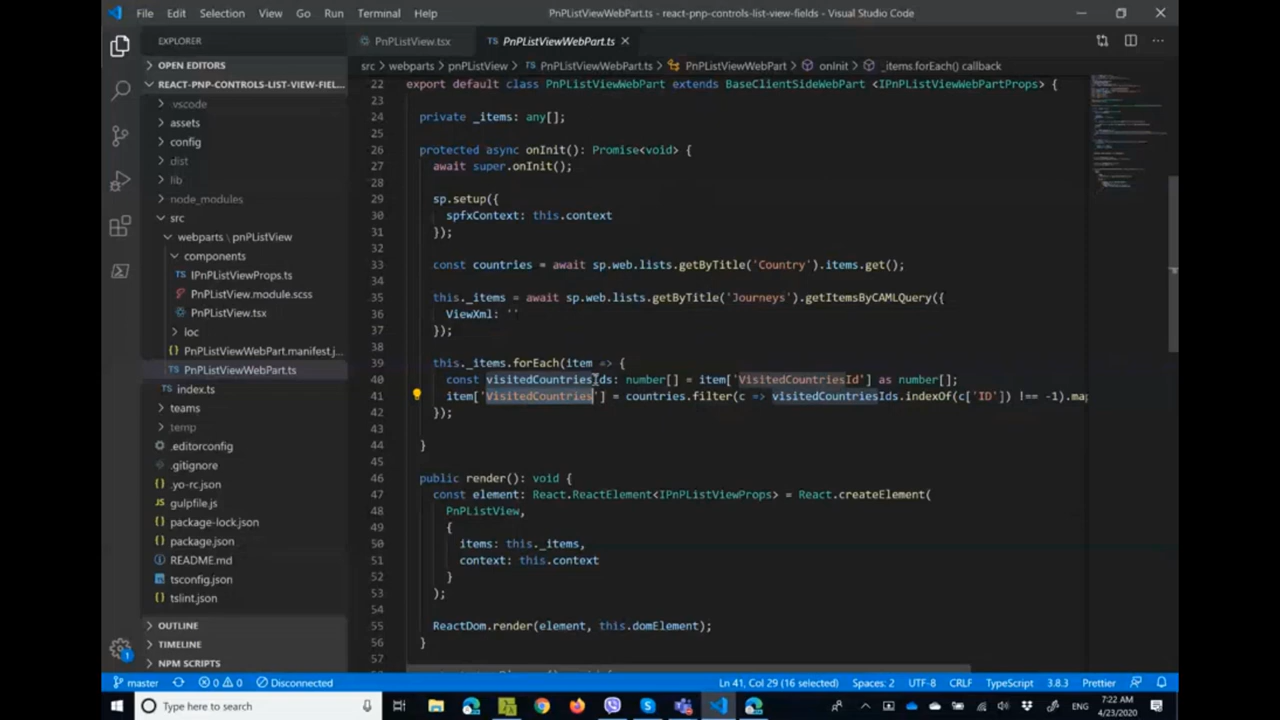 File Edit Selection View Go Run Terminal Help PnPListViewWebPart.ts - react-pnp-controls-list-view-fields - Visual Studio Code
EXPLORER
OPEN EDITORS
REACT-PNP-CONTROLS-LIST-VIEW-FIEL...
.vscode
assets
config
dist
lib
node_modules
src
webparts \ pnPListView
components
IPnPListViewProps.ts
PnPListView.module.scss
PnPListView.tsx
loc
PnPListViewWebPart.manifest.j...
PnPListViewWebPart.ts
index.ts
teams
temp
.editorconfig
.gitignore
.yo-rc.json
gulpfile.js
package-lock.json
package.json
README.md
tsconfig.json
tslint.json
OUTLINE
TIMELINE
NPM SCRIPTS
PnPListView.tsx PnPListViewWebPart.ts
src > webparts > pnPListView > PnPListViewWebPart.ts > PnPListViewWebPart > onInit > _items.forEach() callback
22 export default class PnPListViewWebPart extends BaseClientSideWebPart <IPnPListViewWebPartProps> {
23
24 private _items: any[];
25
26 protected async onInit(): Promise<void> {
27 await super.onInit();
28
29 sp.setup({
30 spfxContext: this.context
31 });
32
33 const countries = await sp.web.lists.getByTitle('Country').items.get();
34
35 this._items = await sp.web.lists.getByTitle('Journeys').getItemsByCAMLQuery({
36 ViewXml: ''
37 });
38
39 this._items.forEach(item => {
40 const visitedCountriesIds: number[] = item['VisitedCountriesId'] as number[];
41 item['VisitedCountries'] = countries.filter(c => visitedCountriesIds.indexOf(c['ID']) !== -1).map
42 });
43
44 }
45
46 public render(): void {
47 const element: React.ReactElement<IPnPListViewProps> = React.createElement(
48 PnPListView,
49 {
50 items: this._items,
51 context: this.context
52 }
53 );
54
55 ReactDom.render(element, this.domElement);
56 }
57
master 0 0 Disconnected Ln 41, Col 29 (16 selected) Spaces: 2 UTF-8 CRLF TypeScript 3.8.3 Prettier
Type here to search ENG 7:22 AM
4/23/2020